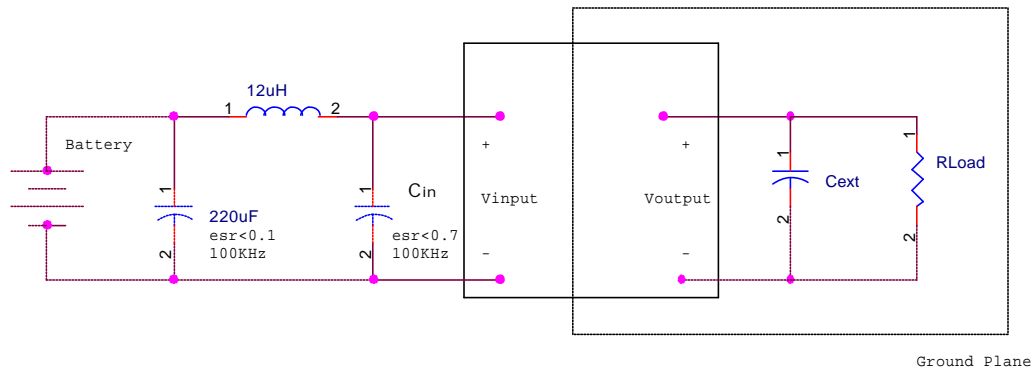 12uH
1
2
Battery
+
+
1
RLoad
1
1
1
Cin
Vinput
Voutput
Cext
220uF
esr<0.1
100KHz
esr<0.7
100KHz
2
2
2
2
-
-
Ground Plane